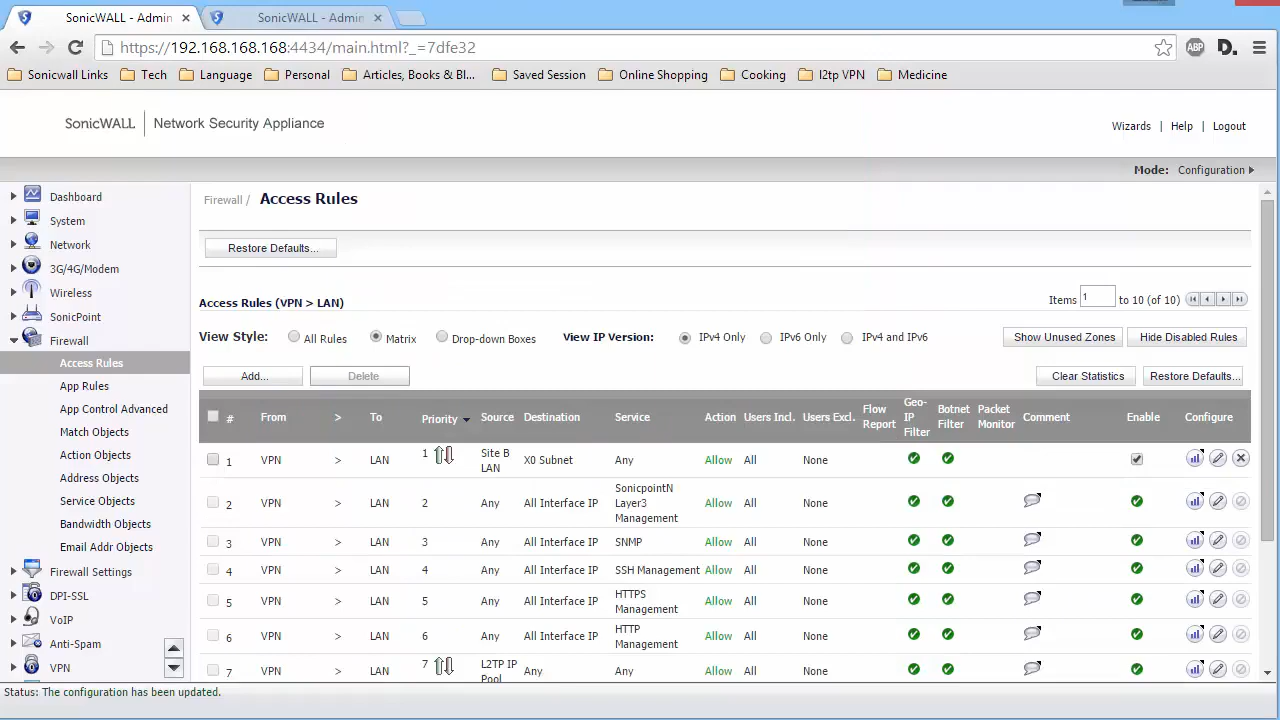 SonicWALL - Admin
SonicWALL - Admin
https://192.168.168.168:4434/main.html?_=7dfe32
ABP
D.
Sonicwall Links
Tech
Language
Personal
Articles, Books & Bl...
Saved Session
Online Shopping
Cooking
l2tp VPN
Medicine
SonicWALL | Network Security Appliance
Wizards | Help | Logout
Mode: Configuration
Dashboard
System
Network
3G/4G/Modem
Wireless
SonicPoint
Firewall
Access Rules
App Rules
App Control Advanced
Match Objects
Action Objects
Address Objects
Service Objects
Bandwidth Objects
Email Addr Objects
Firewall Settings
DPI-SSL
VoIP
Anti-Spam
VPN
Firewall / Access Rules
Restore Defaults...
Access Rules (VPN > LAN)
Items 1 to 10 (of 10)
View Style: All Rules Matrix Drop-down Boxes View IP Version: IPv4 Only IPv6 Only IPv4 and IPv6 Show Unused Zones Hide Disabled Rules
Add... Delete Clear Statistics Restore Defaults...
# From > To Priority Source Destination Service Action Users Incl. Users Excl. Flow Report Geo-IP Filter Botnet Filter Packet Monitor Comment Enable Configure
1 VPN > LAN 1 Site B LAN X0 Subnet Any Allow All None
2 VPN > LAN 2 Any All Interface IP SonicpointN Layer3 Management Allow All None
3 VPN > LAN 3 Any All Interface IP SNMP Allow All None
4 VPN > LAN 4 Any All Interface IP SSH Management Allow All None
5 VPN > LAN 5 Any All Interface IP HTTPS Management Allow All None
6 VPN > LAN 6 Any All Interface IP HTTP Management Allow All None
7 VPN > LAN 7 L2TP IP Pool Any Any Allow All None
Status: The configuration has been updated.